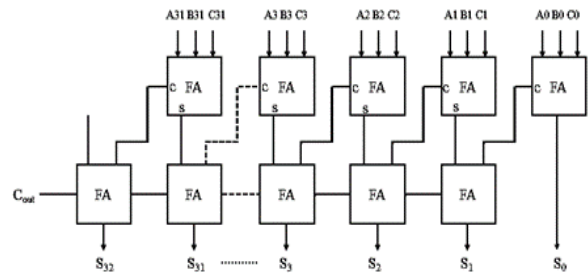 A31 B31 C31 A3 B3 C3 A2 B2 C2 A1 B1 C1 A0 B0 C0
c FA c FA c FA c FA c FA
s s s s
Cout FA FA FA FA FA
S32 S31 ........ S3 S2 S1 S0